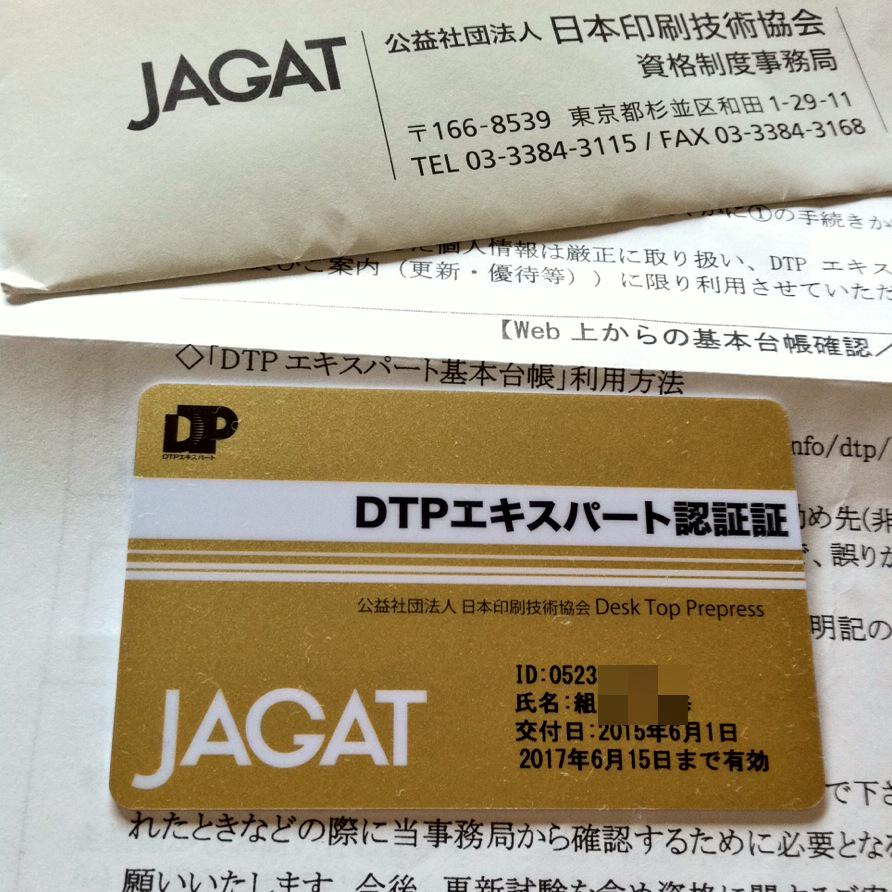 JAGAT
公益社団法人 日本印刷技術協会
資格制度事務局
〒166-8539 東京都杉並区和田1-29-11
TEL 03-3384-3115 / FAX 03-3384-3168
に①の手続きか
個人情報は厳正に取り扱い、DTP エキス
ご案内（更新・優待等））に限り利用させていただ
【Web 上からの基本台帳確認／
◇「DTP エキスパート基本台帳」利用方法
nfo/dtp/
め先(非
、誤りが
明記の
DP
DTPエキスパート
DTPエキスパート認証証
公益社団法人 日本印刷技術協会 Desk Top Prepress
JAGAT
ID:0523
氏名:組
交付日:2015年6月1日
2017年6月15日まで有効
で下さ
れたときなどの際に当事務局から確認するために必要となる
願いいたします。今後、更新試験を含め資格に関する